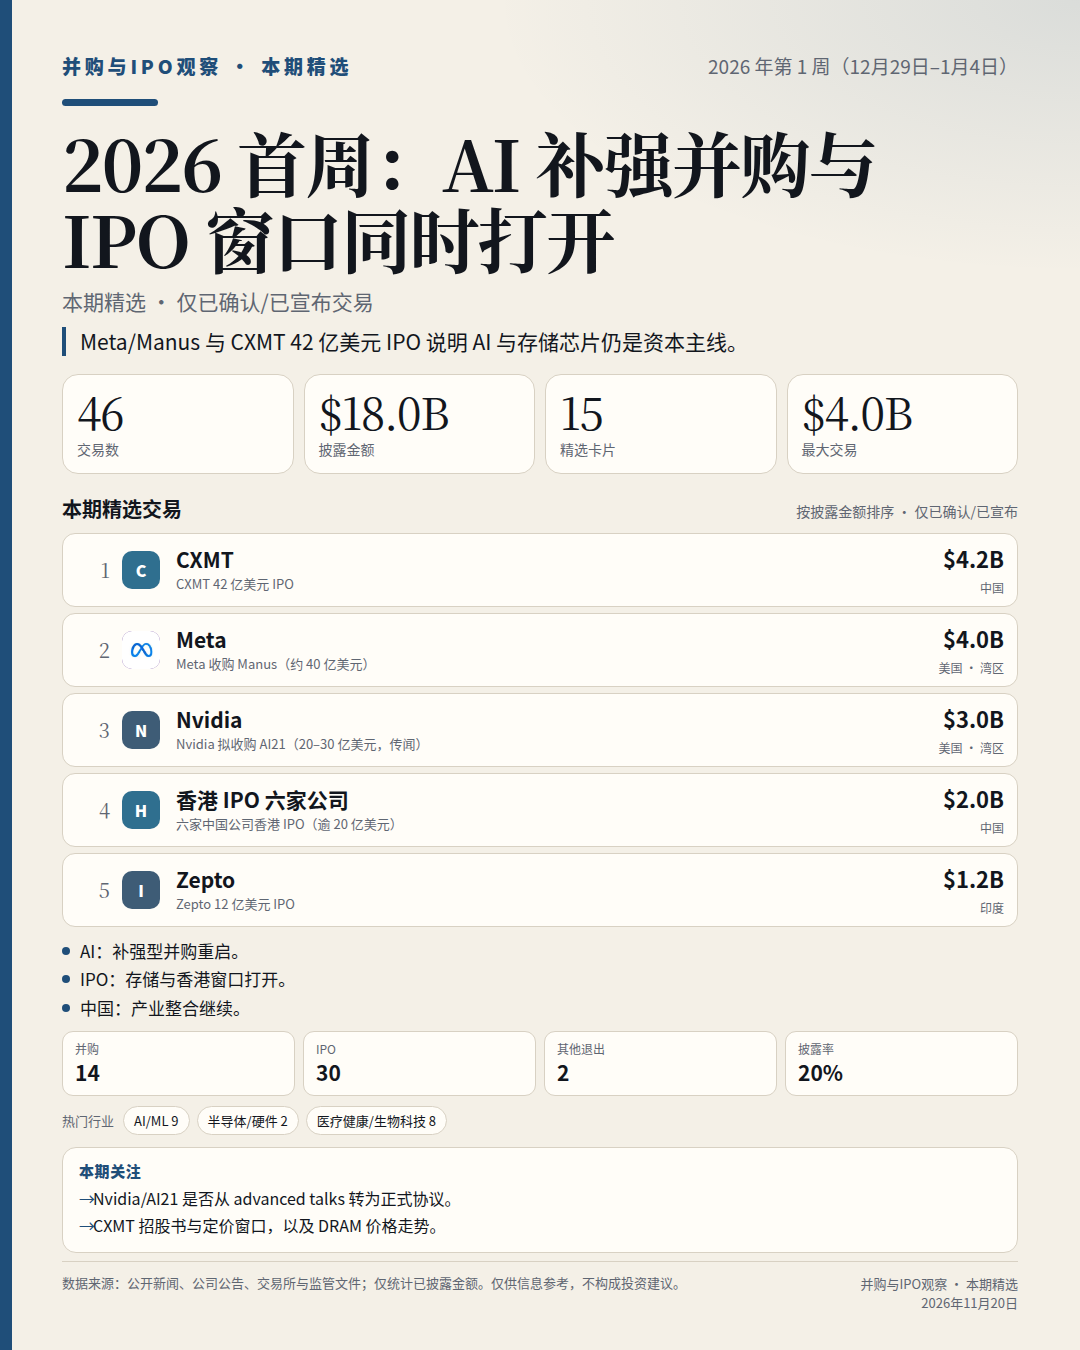 并购与IPO观察 · 本期精选
2026 年第 1 周（12月29日–1月4日）
2026 首周：AI 补强并购与
IPO 窗口同时打开
本期精选 · 仅已确认/已宣布交易
Meta/Manus 与 CXMT 42 亿美元 IPO 说明 AI 与存储芯片仍是资本主线。
46
交易数
$18.0B
披露金额
15
精选卡片
$4.0B
最大交易
本期精选交易
按披露金额排序 · 仅已确认/已宣布
1 C CXMT $4.2B
CXMT 42 亿美元 IPO 中国
2 Meta $4.0B
Meta 收购 Manus（约 40 亿美元） 美国 · 湾区
3 N Nvidia $3.0B
Nvidia 拟收购 AI21（20–30 亿美元，传闻） 美国 · 湾区
4 H 香港 IPO 六家公司 $2.0B
六家中国公司香港 IPO（逾 20 亿美元） 中国
5 I Zepto $1.2B
Zepto 12 亿美元 IPO 印度
AI：补强型并购重启。
IPO：存储与香港窗口打开。
中国：产业整合继续。
并购
14
IPO
30
其他退出
2
披露率
20%
热门行业 AI/ML 9 半导体/硬件 2 医疗健康/生物科技 8
本期关注
→Nvidia/AI21 是否从 advanced talks 转为正式协议。
→CXMT 招股书与定价窗口，以及 DRAM 价格走势。
数据来源：公开新闻、公司公告、交易所与监管文件；仅统计已披露金额。仅供信息参考，不构成投资建议。
并购与IPO观察 · 本期精选
2026年11月20日